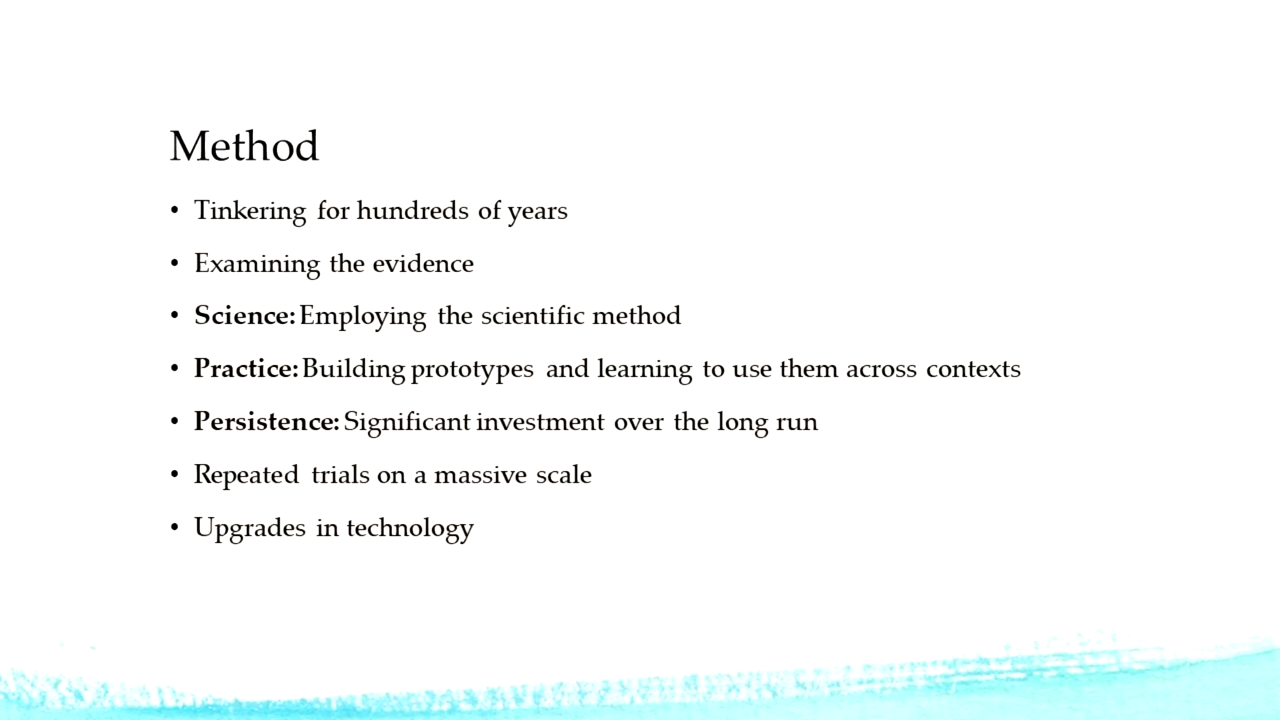 Method
• Tinkering for hundreds of years
• Examining the evidence
• Science: Employing the scientific method
• Practice: Building prototypes and learning to use them across contexts
• Persistence: Significant investment over the long run
• Repeated trials on a massive scale
• Upgrades in technology